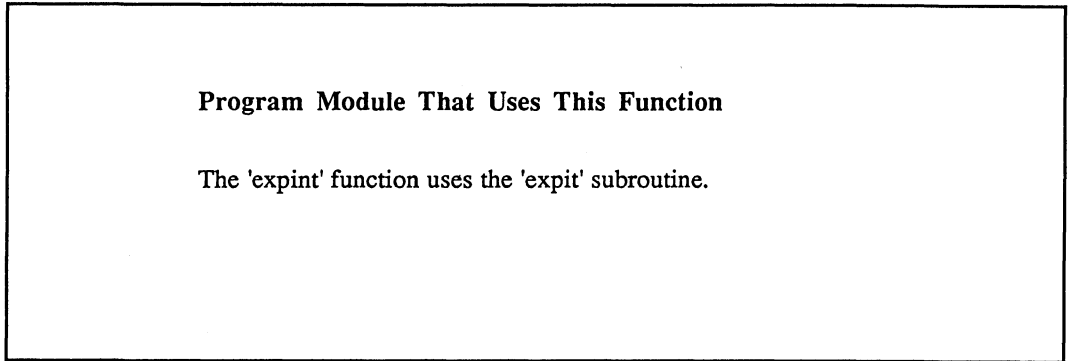 Program Module That Uses This Function
The 'expint' function uses the 'expit' subroutine.